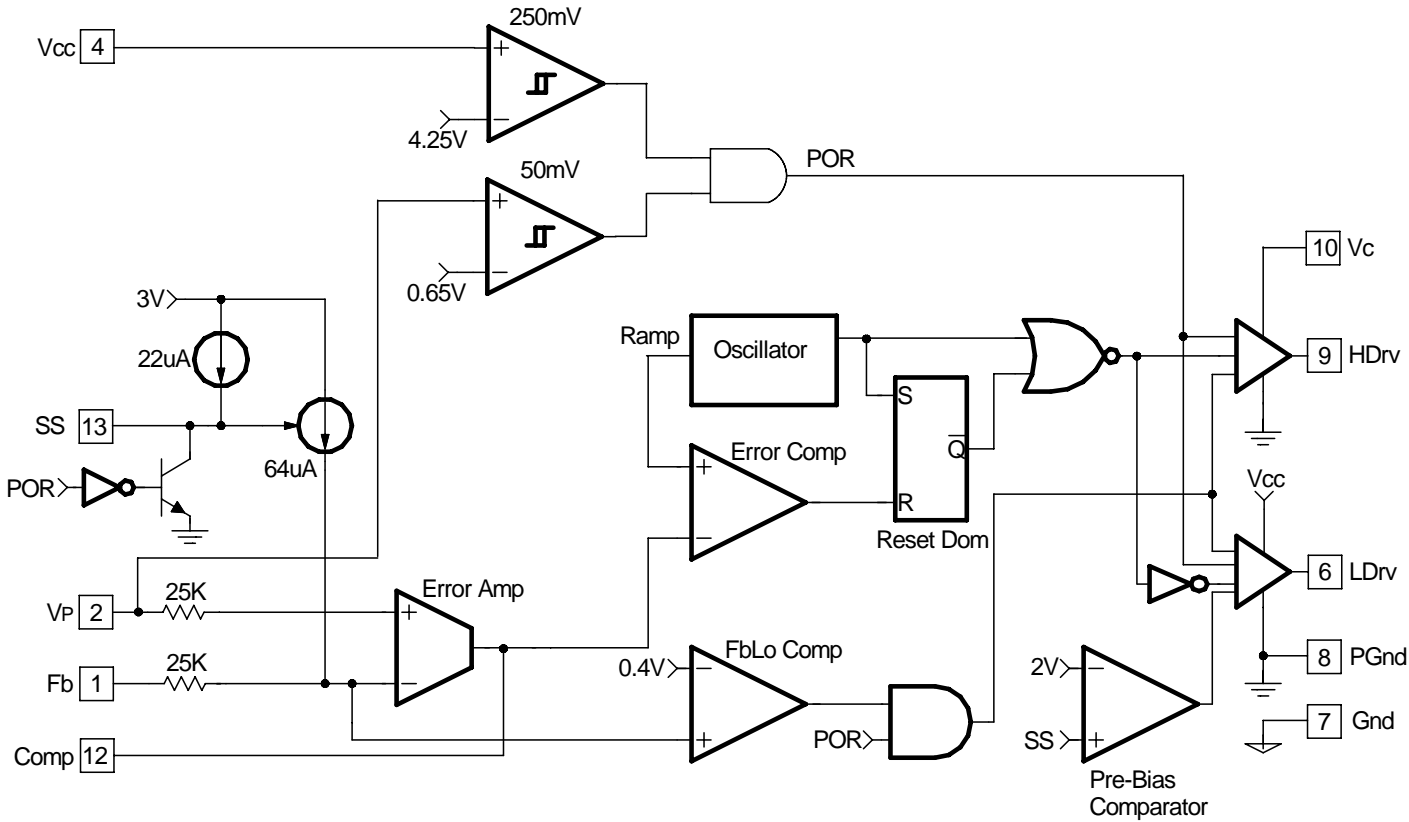 250mV
Vcc 4
+
−
4.25V
50mV
POR
+
−
0.65V
10 Vc
3V
Ramp
Oscillator
22uA
9 HDrv
S
SS 13
Q
Error Comp
+
64uA
Vcc
POR
R
−
Reset Dom
25K
Error Amp
6 LDrv
VP 2
+
FbLo Comp
25K
0.4V
−
2V
−
8 PGnd
Fb 1
−
7 Gnd
+
POR
SS
+
Comp 12
Pre-Bias
Comparator